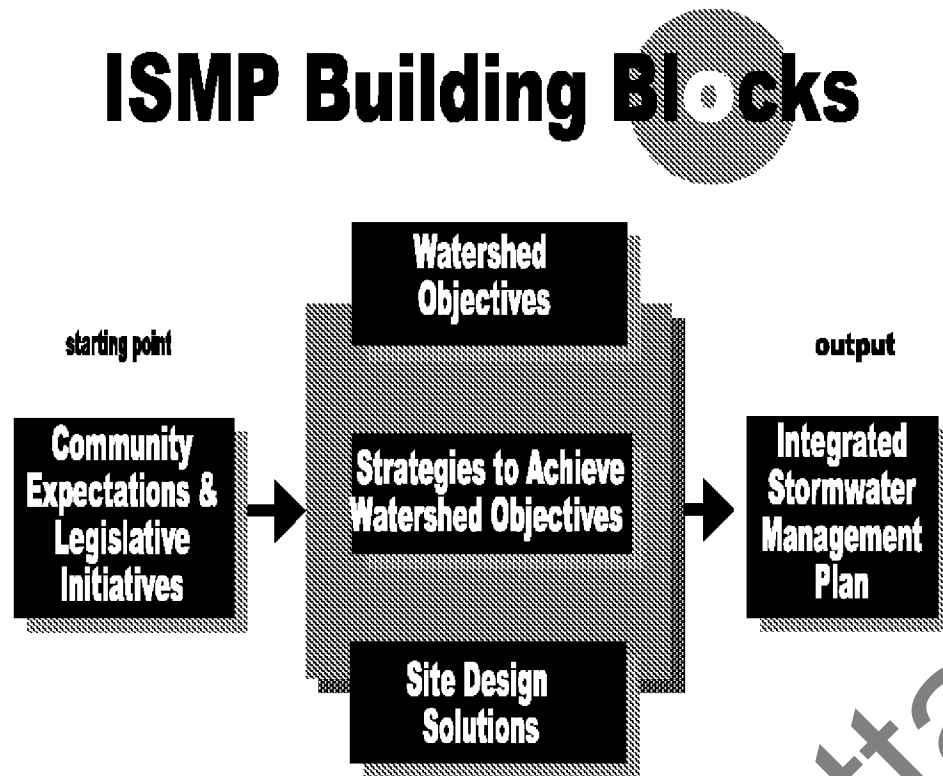 ISMP Building Blocks
Watershed
Objectives
starting point
output
Community
Expectations &
Legislative
Initiatives
Strategies to Achieve
Watershed Objectives
Integrated
Stormwater
Management
Plan
Site Design
Solutions